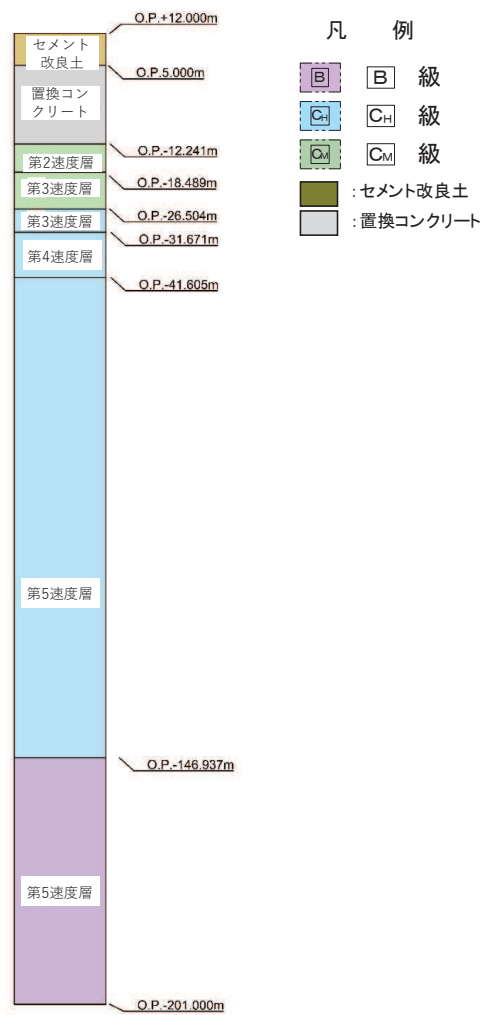 O.P.+12.000m
セメント
改良土
O.P.5.000m
置換コン
クリート
O.P.-12.241m
第2速度層
O.P.-18.489m
第3速度層
O.P.-26.504m
第3速度層
O.P.-31.671m
第4速度層
O.P.-41.605m
第5速度層
O.P.-146.937m
第5速度層
O.P.-201.000m
凡 例
B B 級
CH CH 級
CM CM 級
:セメント改良土
:置換コンクリート